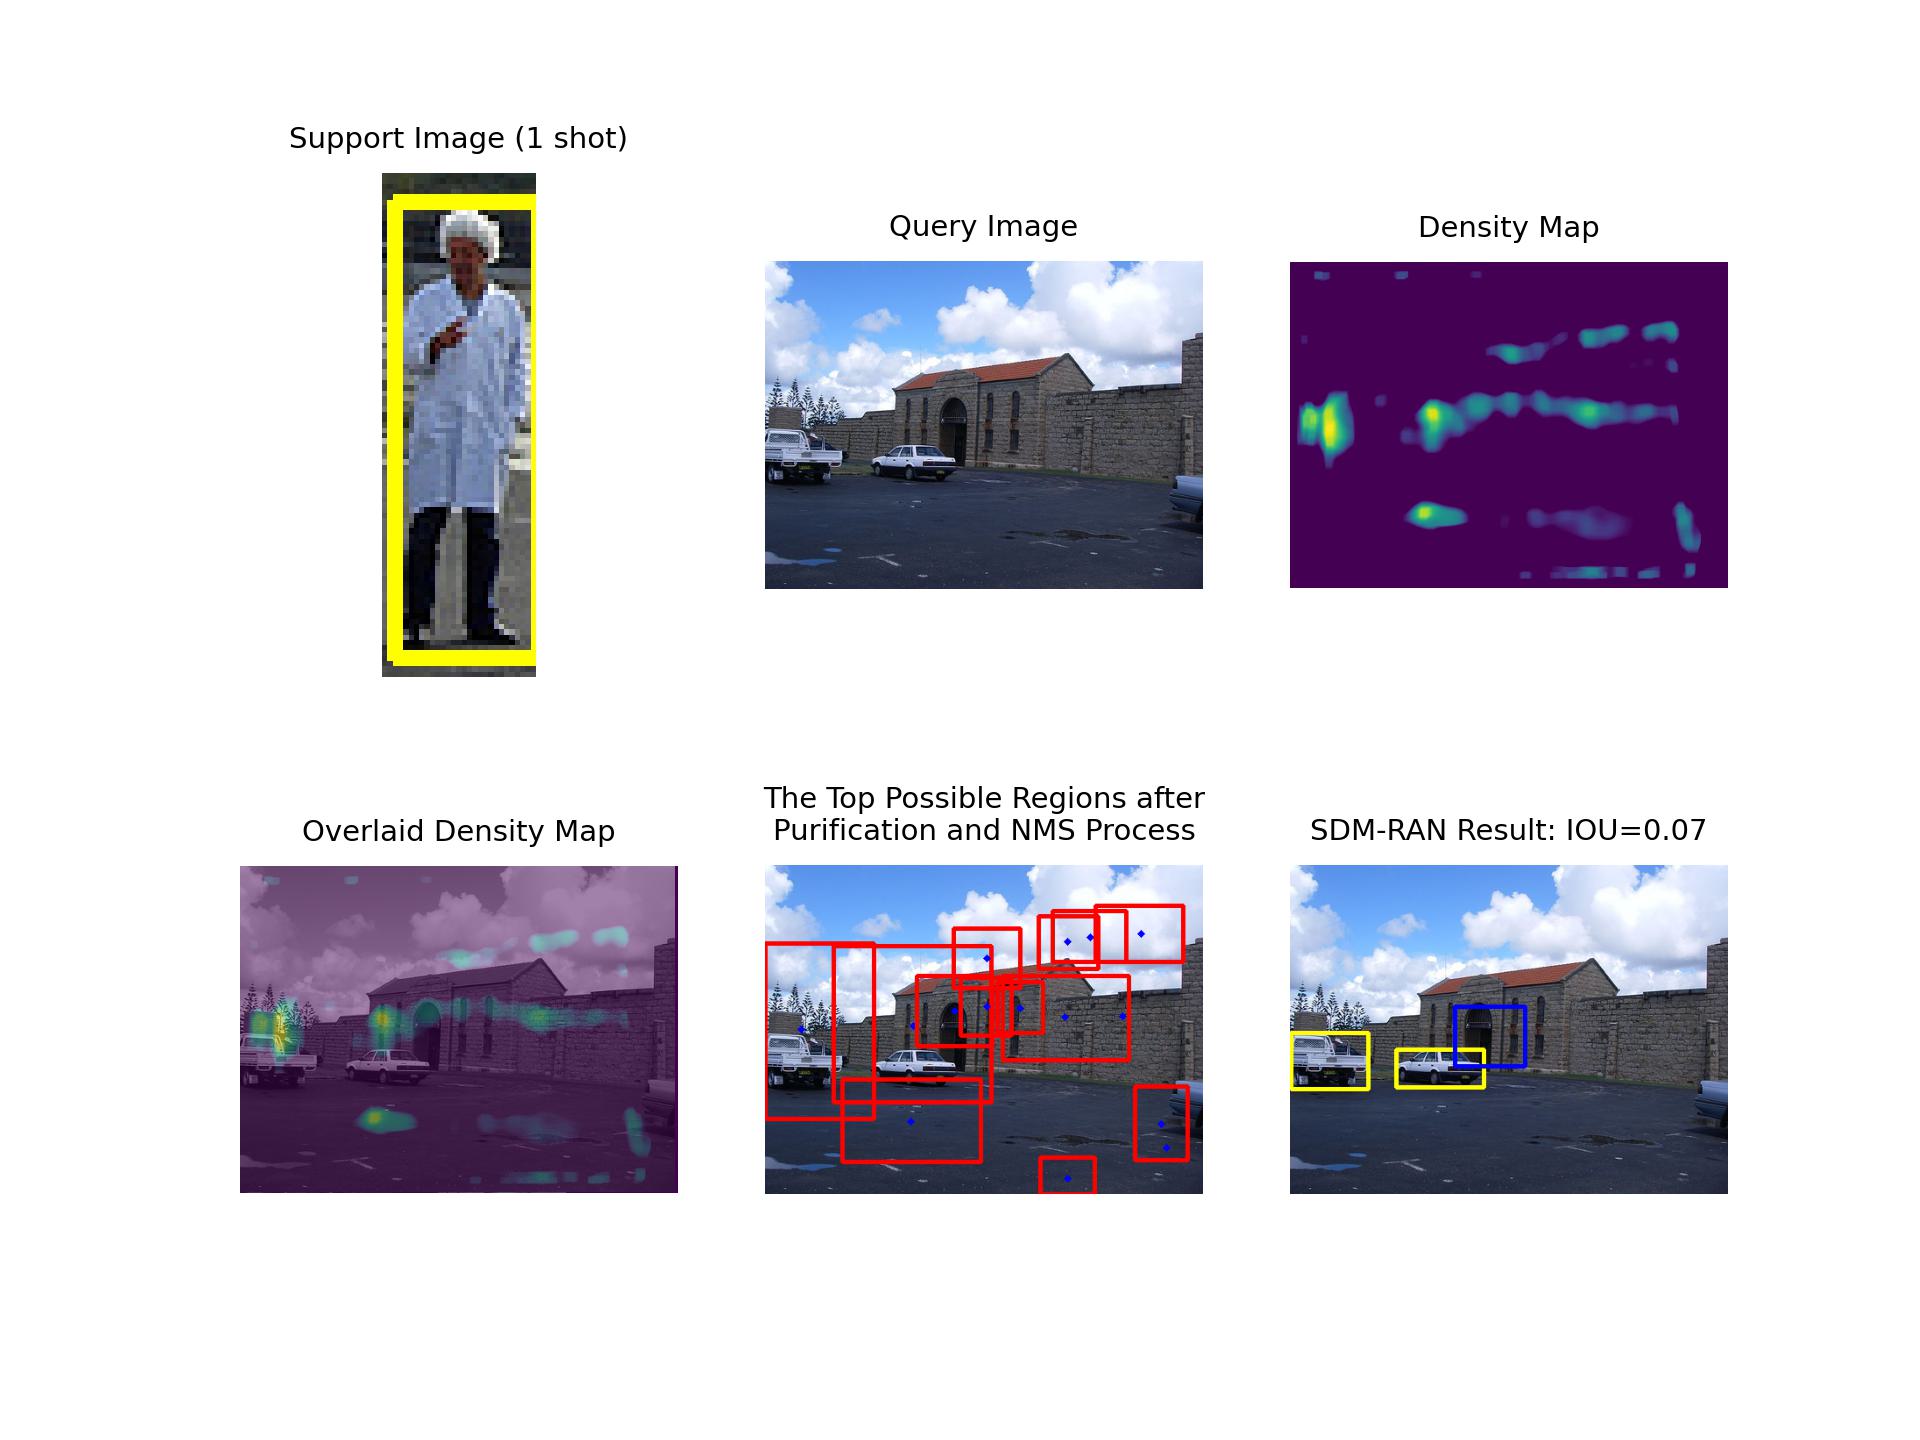 Support Image (1 shot)
Query Image
Density Map
Overlaid Density Map
The Top Possible Regions after
Purification and NMS Process
SDM-RAN Result: IOU=0.07